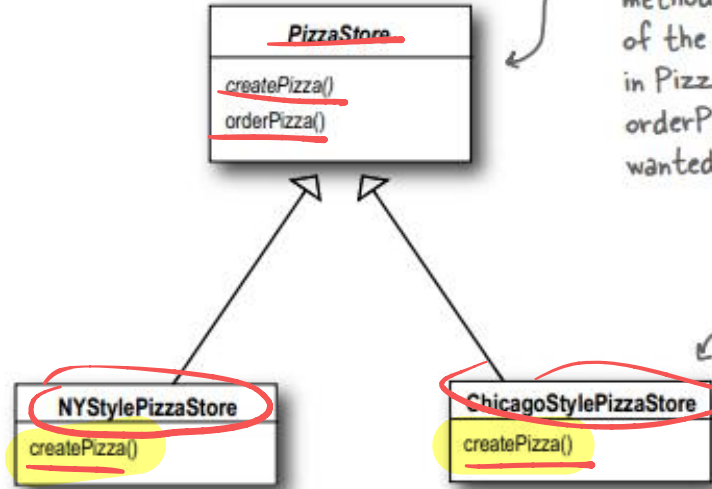 PizzaStore
createPizza()
orderPizza()
of the
in Pizz
orderP
wanted
NYStylePizzaStore
createPizza()
ChicagoStylePizzaStore
createPizza()